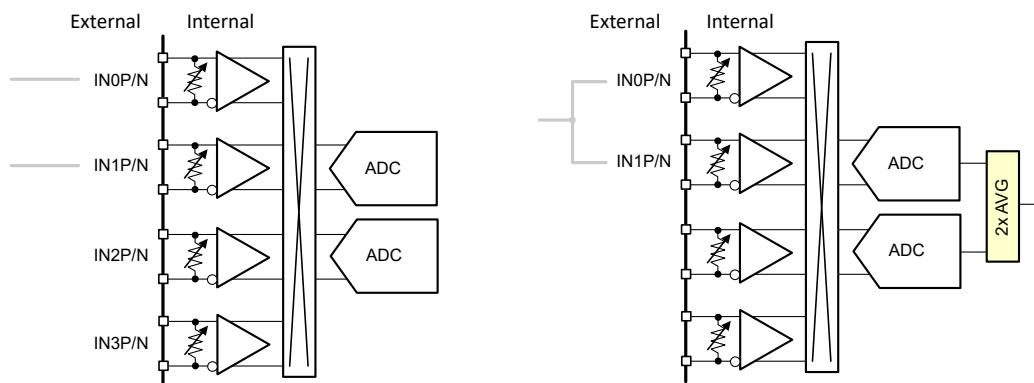 External Internal
IN0P/N
IN1P/N
ADC
IN2P/N
ADC
IN3P/N
External Internal
IN0P/N
IN1P/N
ADC
ADC
2x AVG